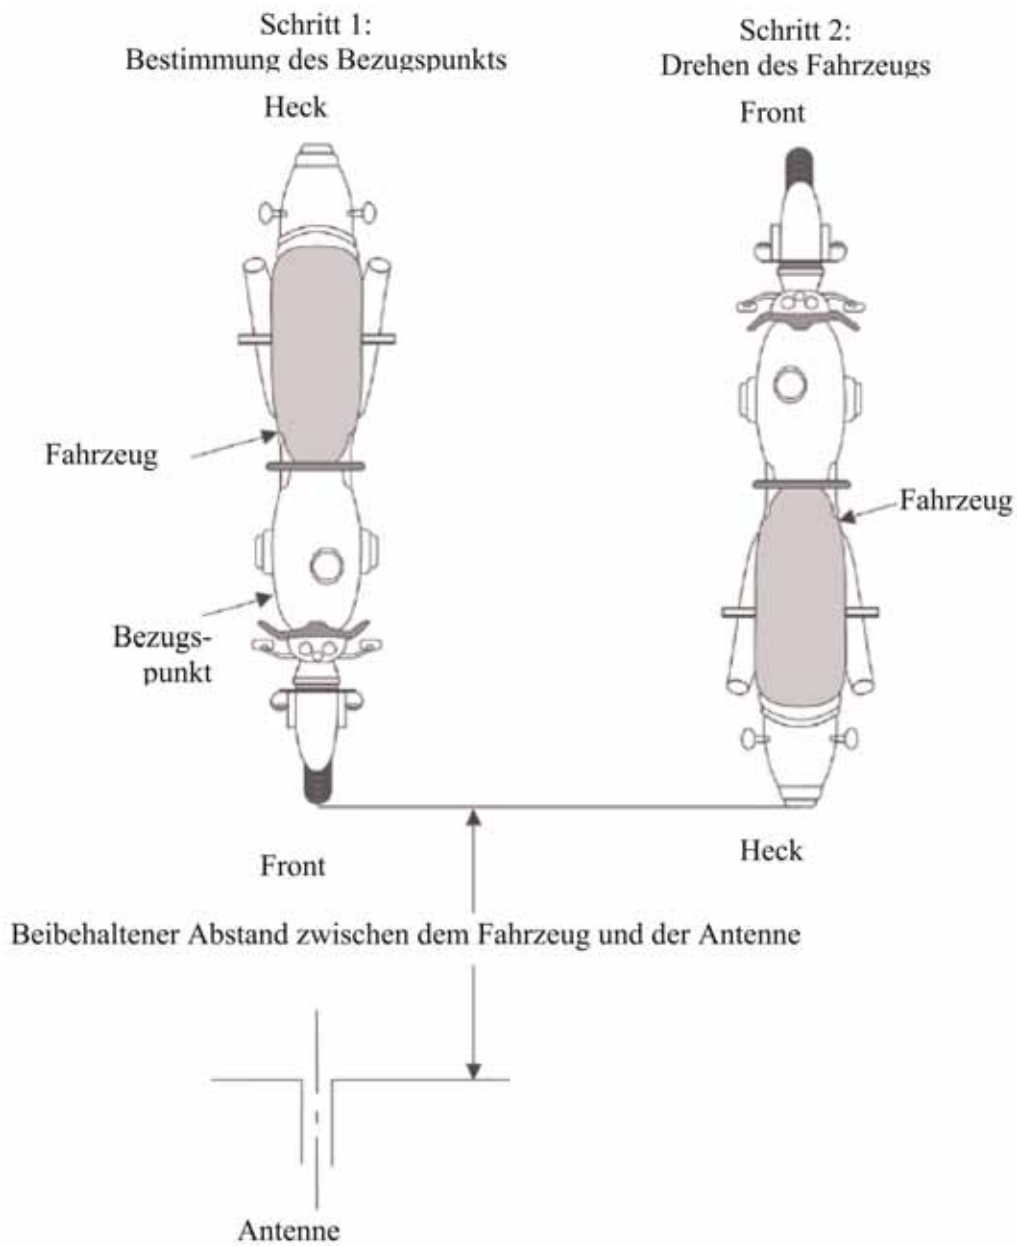 Schritt 1:
Bestimmung des Bezugspunkts
Heck
Fahrzeug
Bezugs-
punkt
Front
Schritt 2:
Drehen des Fahrzeugs
Front
Fahrzeug
Heck
Beibehaltener Abstand zwischen dem Fahrzeug und der Antenne
Antenne